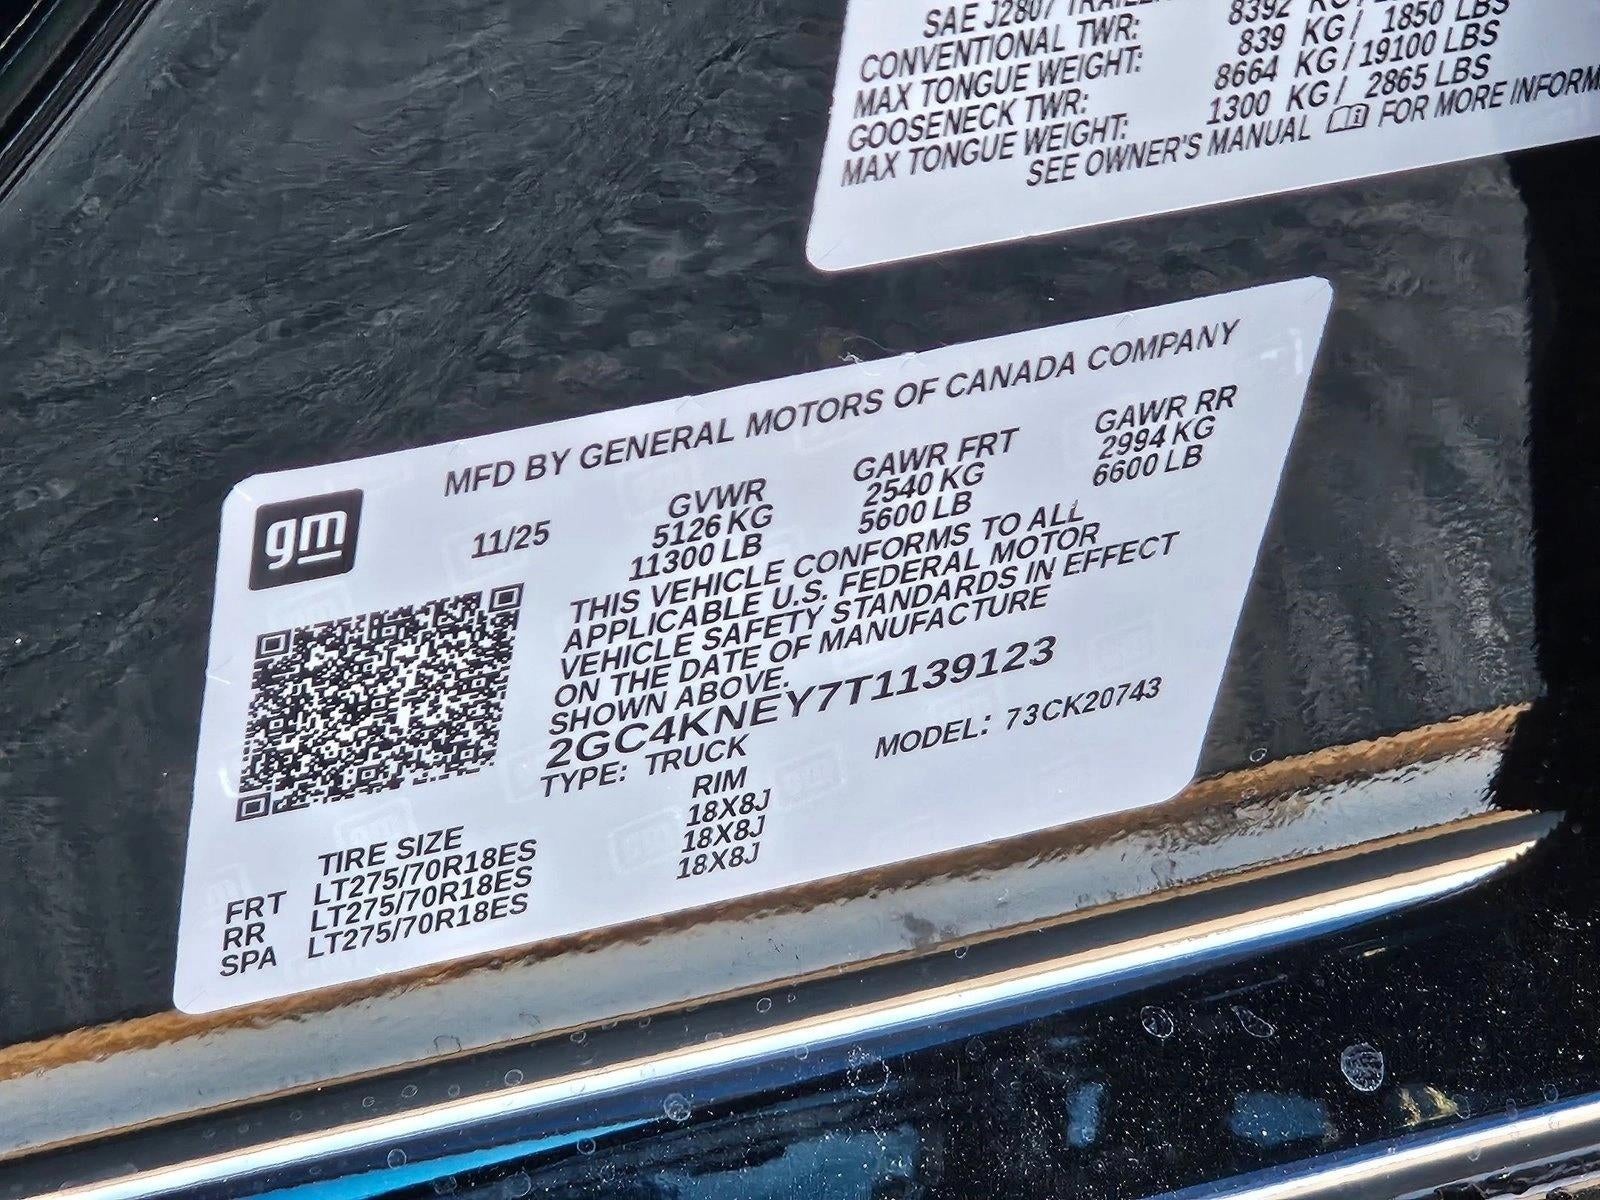 SAE J2807
CONVENTIONAL TWR: 8392 KG/
MAX TONGUE WEIGHT: 839 KG/ 1850 LBS
GOOSENECK TWR: 8664 KG/19100 LBS
MAX TONGUE WEIGHT: 1300 KG/ 2865 LBS
SEE OWNER'S MANUAL FOR MORE INFORM
MFD BY GENERAL MOTORS OF CANADA COMPANY
gm
11/25
GVWR GAWR FRT GAWR RR
5126 KG 2540 KG 2994 KG
11300 LB 5600 LB 6600 LB
THIS VEHICLE CONFORMS TO ALL
APPLICABLE U.S. FEDERAL MOTOR
VEHICLE SAFETY STANDARDS IN EFFECT
ON THE DATE OF MANUFACTURE
SHOWN ABOVE.
2GC4KNEY7T1139123
TYPE: TRUCK MODEL: 73CK20743
TIRE SIZE RIM
FRT LT275/70R18ES 18X8J
RR LT275/70R18ES 18X8J
SPA LT275/70R18ES 18X8J